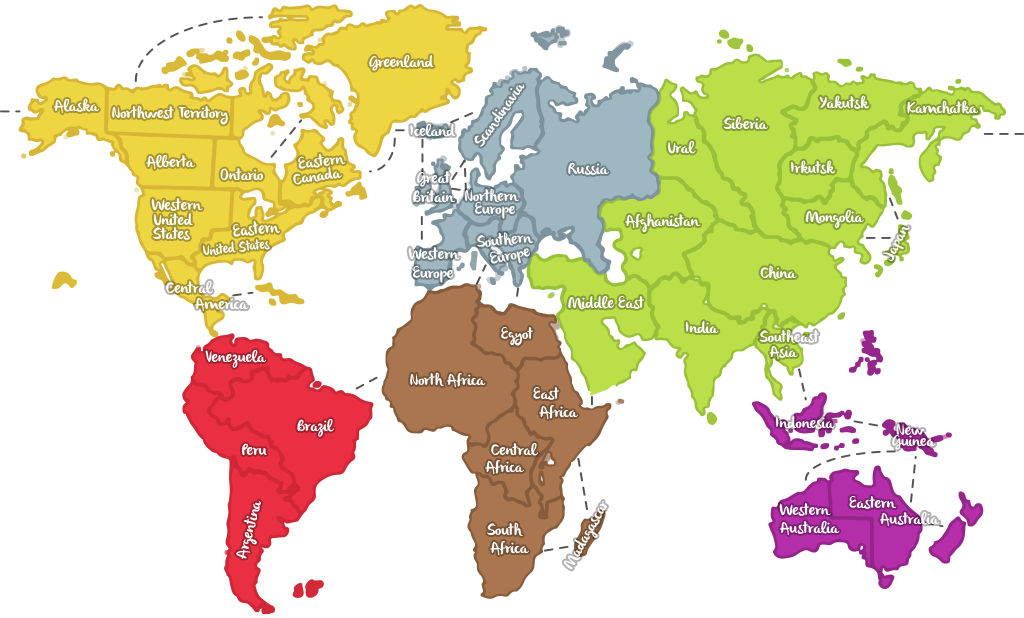 Greenland
Alaska
Northwest Territory
Alberta
Ontario
Eastern
Canada
Western
United
States
Eastern
United States
Central
America
Venezuela
Brazil
Peru
Argentina
Iceland
Scandinavia
Great
Britain
Northern
Europe
Western
Europe
Southern
Europe
Russia
North Africa
Egyot
East
Africa
Central
Africa
South
Africa
Madagascar
Ural
Siberia
Yakutsk
Kamchatka
Irkutsk
Mongolia
Japan
Afghanistan
China
Middle East
India
Southeast
Asia
Indonesia
New
Guinea
Western
Australia
Eastern
Australia